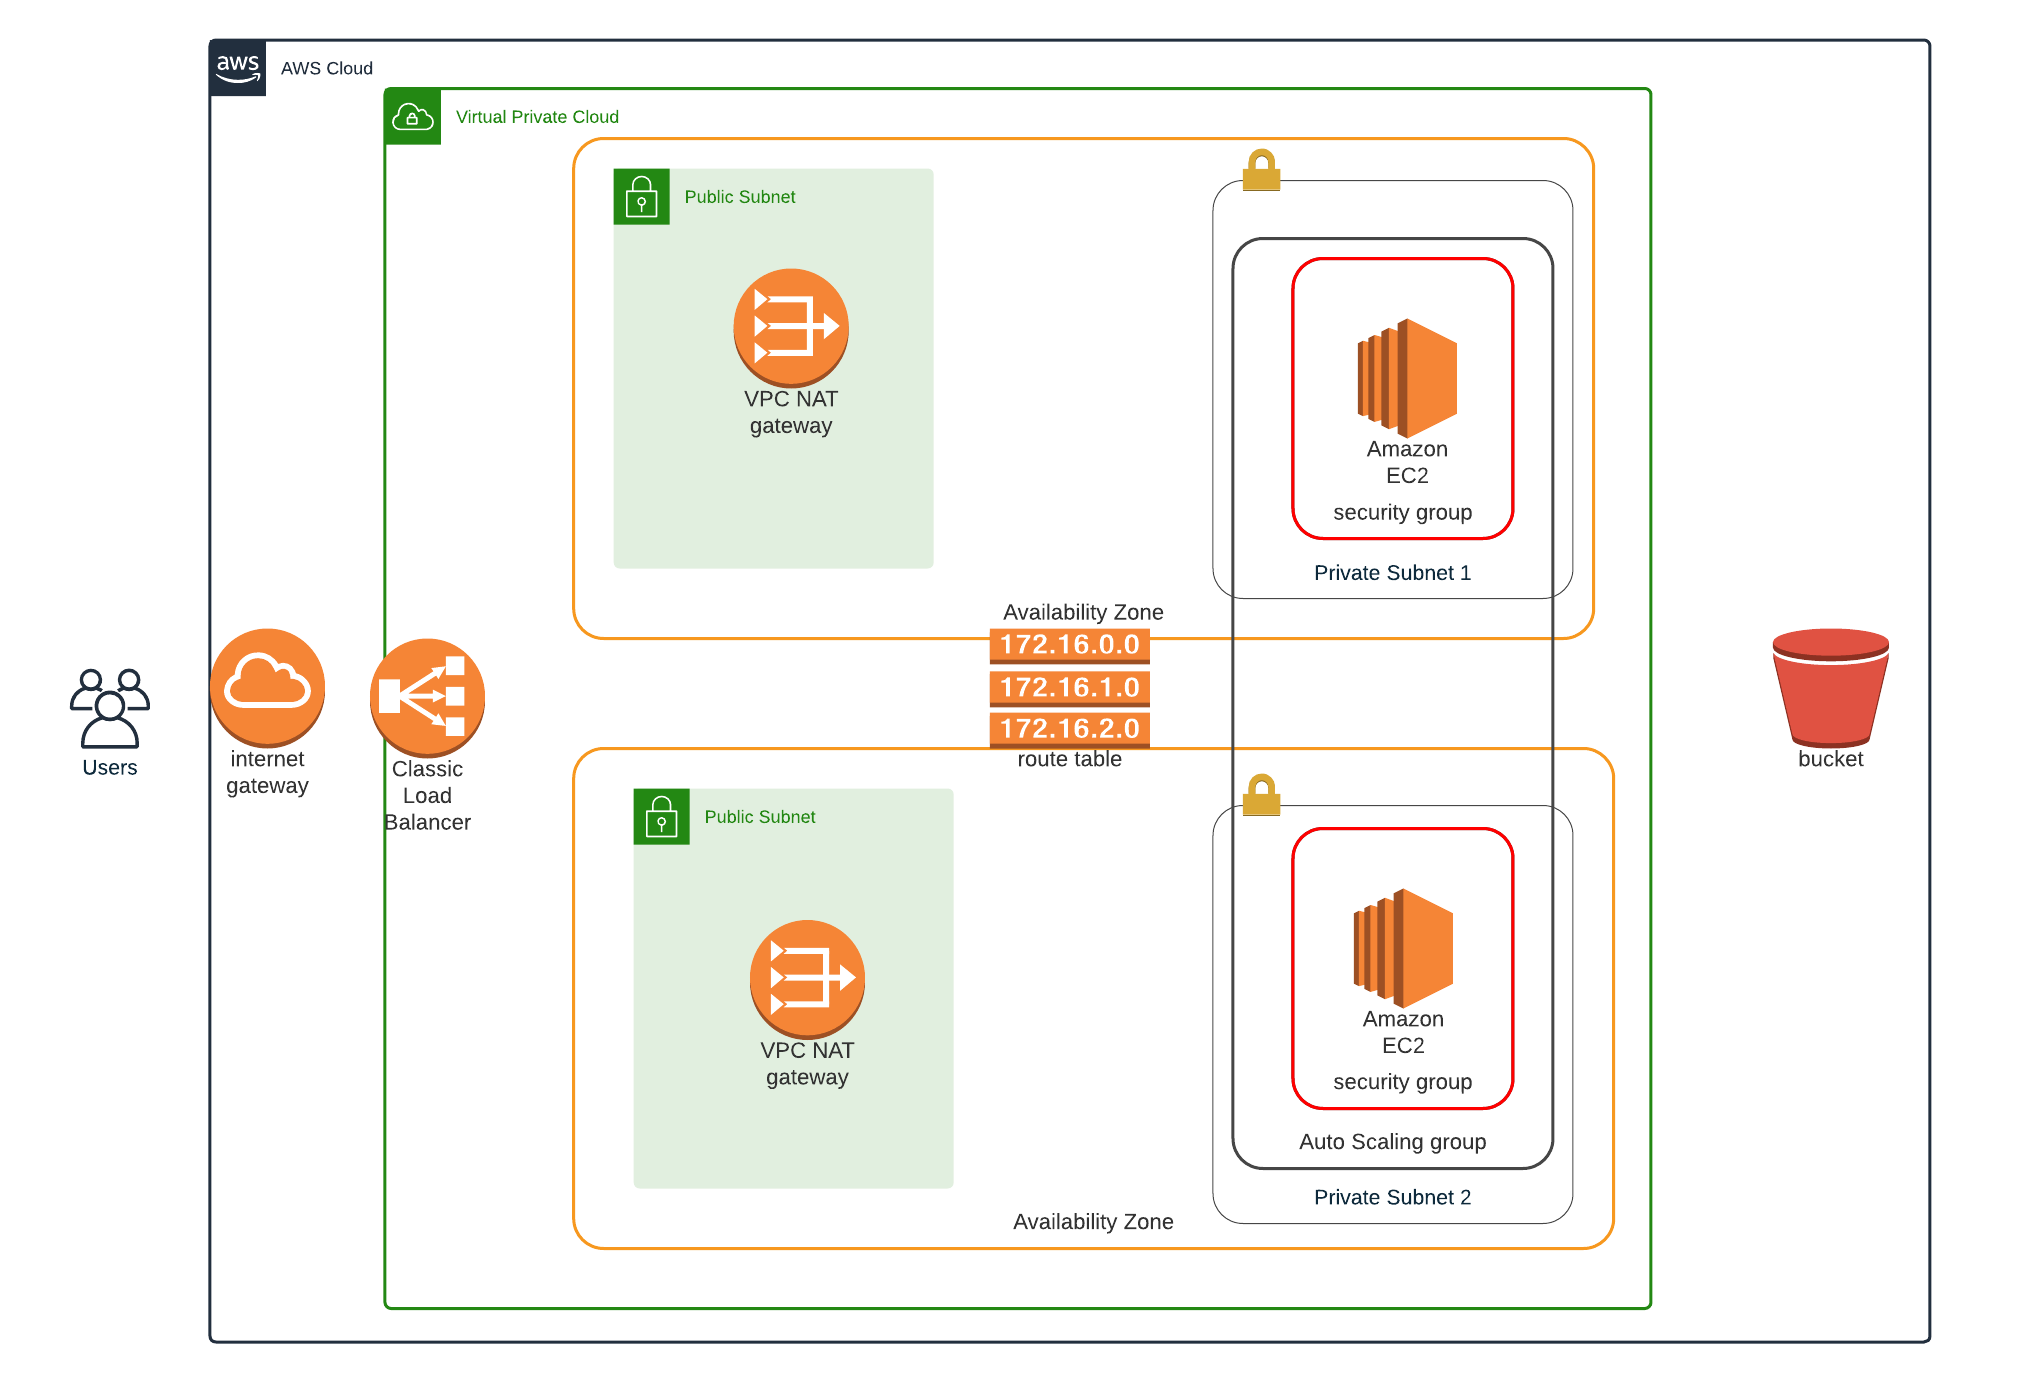 aws
AWS Cloud
Virtual Private Cloud
Public Subnet
VPC NAT
gateway
Amazon
EC2
security group
Private Subnet 1
Availability Zone
172.16.0.0
172.16.1.0
172.16.2.0
route table
Users
internet
gateway
Classic
Load
Balancer
bucket
Public Subnet
VPC NAT
gateway
Amazon
EC2
security group
Auto Scaling group
Private Subnet 2
Availability Zone